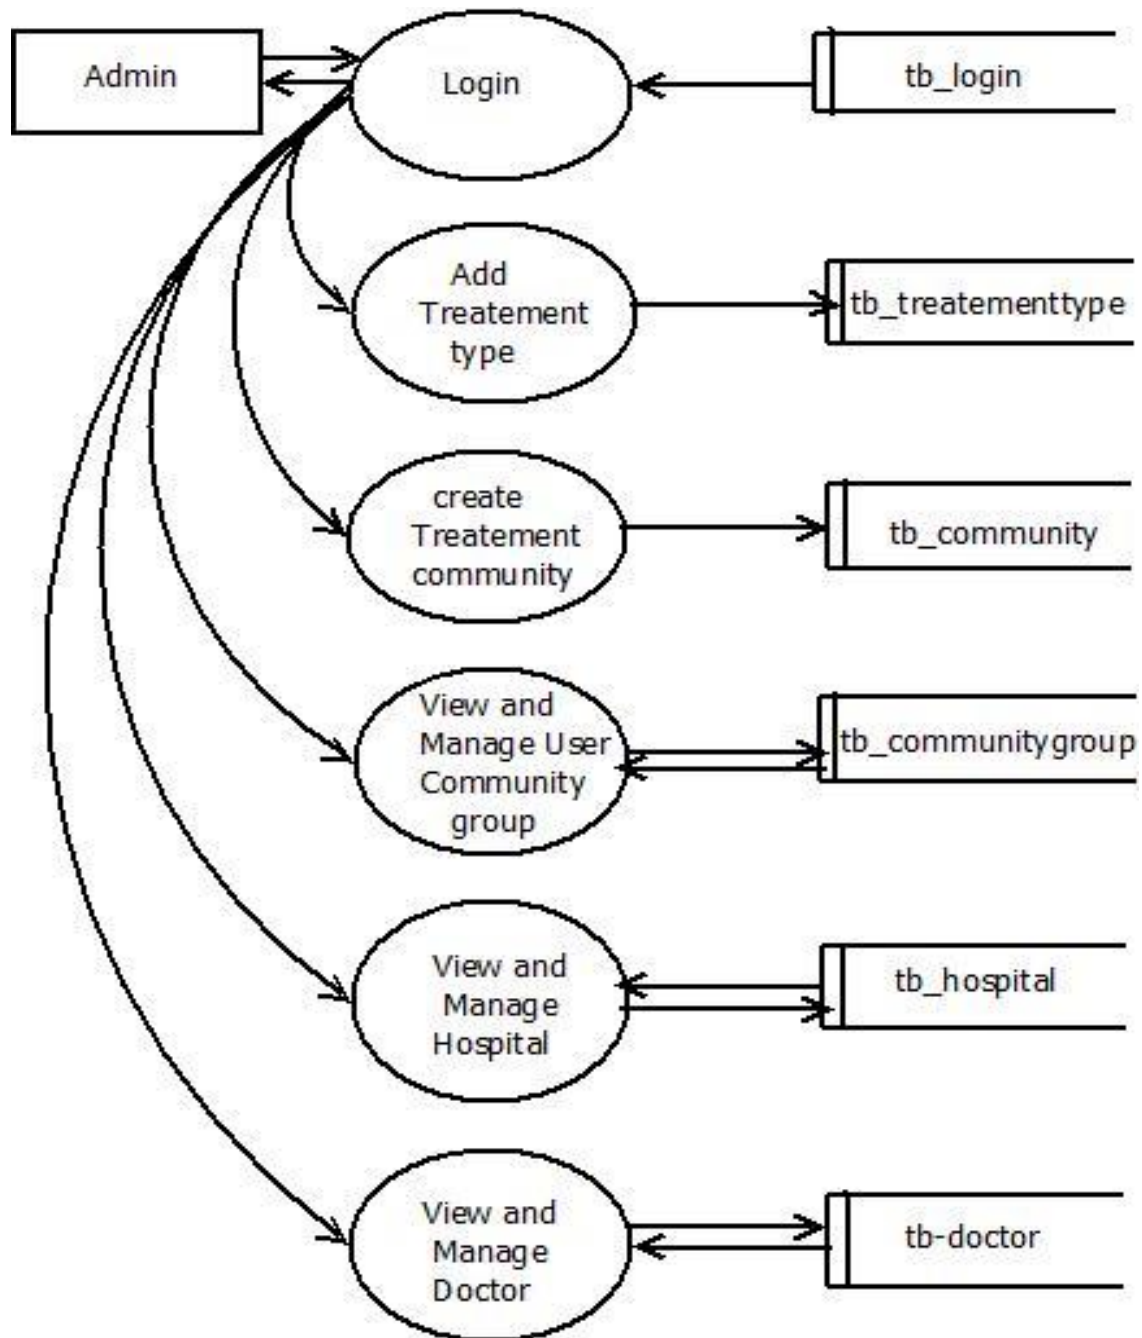 Admin
Login
tb_login
Add
Treatement
type
tb_treatementtype
create
Treatement
community
tb_community
View and
Manage User
Community
group
tb_communitygroup
View and
Manage
Hospital
tb_hospital
View and
Manage
Doctor
tb-doctor